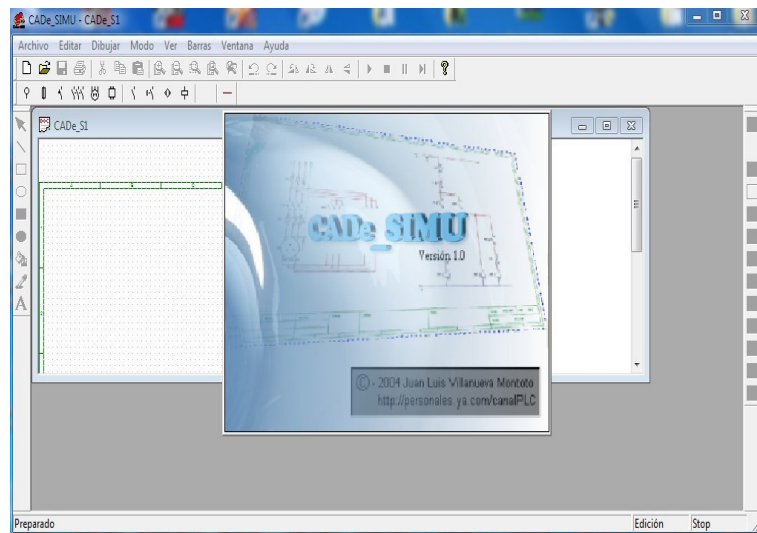 CADe_SIMU - CADe_S1
Archivo Editar Dibujar Modo Ver Barras Ventana Ayuda
CADe_S1
CADe_SIMU
Versión 1.0
© - 2004 Juan Luis Villanueva Montoto
http://personales.ya.com/canalPLC
A
Preparado
Edición
Stop